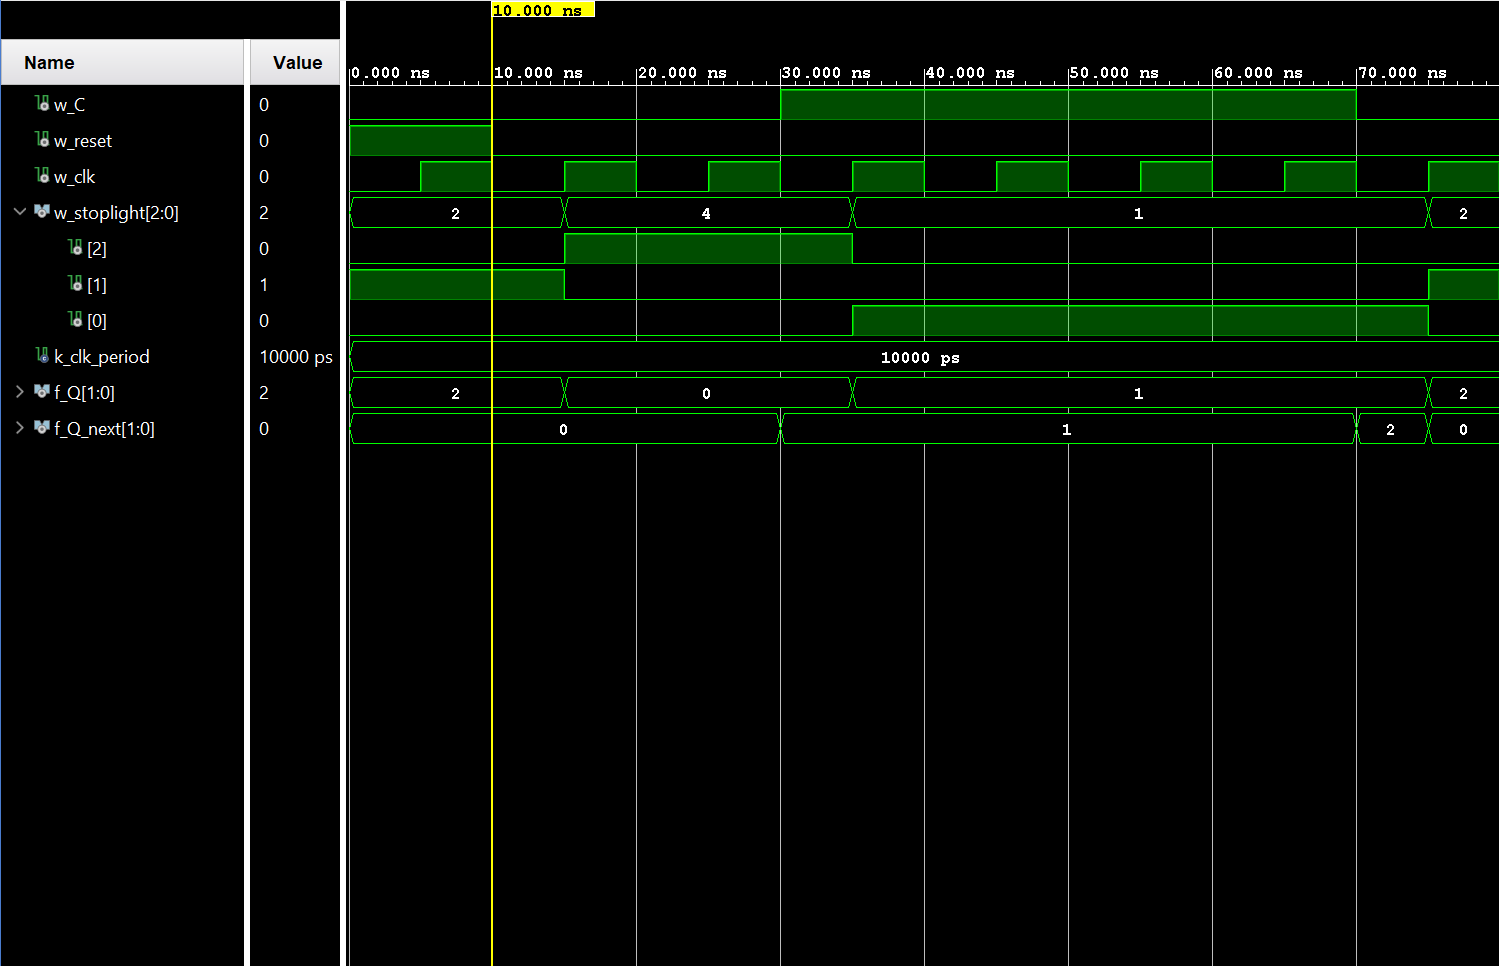 10.000 ns
Name Value
0.000 ns 10.000 ns 20.000 ns 30.000 ns 40.000 ns 50.000 ns 60.000 ns 70.000 ns
w_C 0
w_reset 0
w_clk 0
w_stoplight[2:0] 2 2 4 1 2
[2] 0
[1] 1
[0] 0
k_clk_period 10000 ps 10000 ps
f_Q[1:0] 2 2 0 1 2
f_Q_next[1:0] 0 0 1 2 0